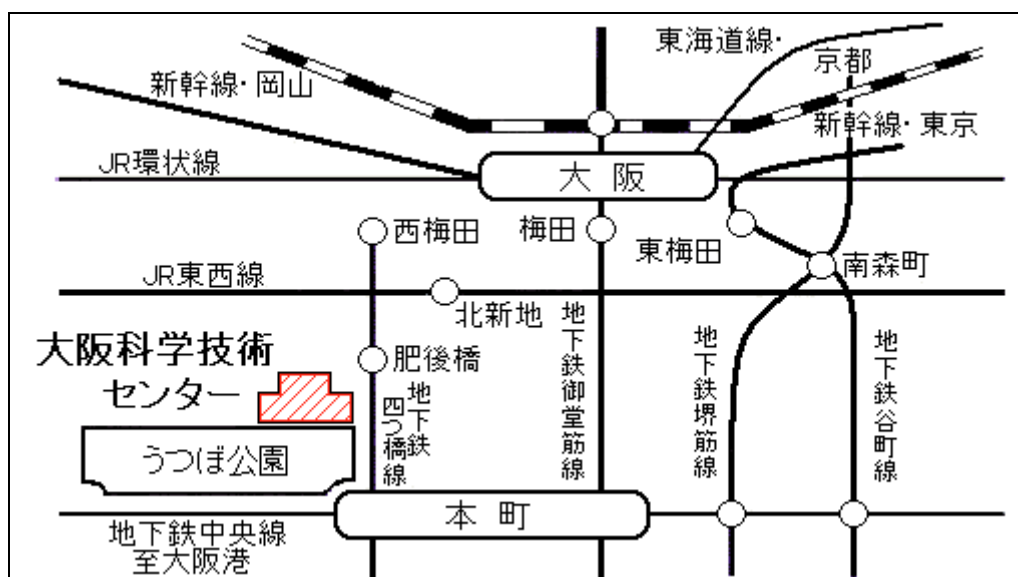 東海道線・
京都
新幹線・岡山
新幹線・東京
JR環状線
大阪
西梅田
梅田
東梅田
南森町
JR東西線
北新地
大阪科学技術
センター
肥後橋
地下鉄
四つ橋線
地下鉄御堂筋線
地下鉄堺筋線
地下鉄谷町線
うつぼ公園
本町
地下鉄中央線
至大阪港